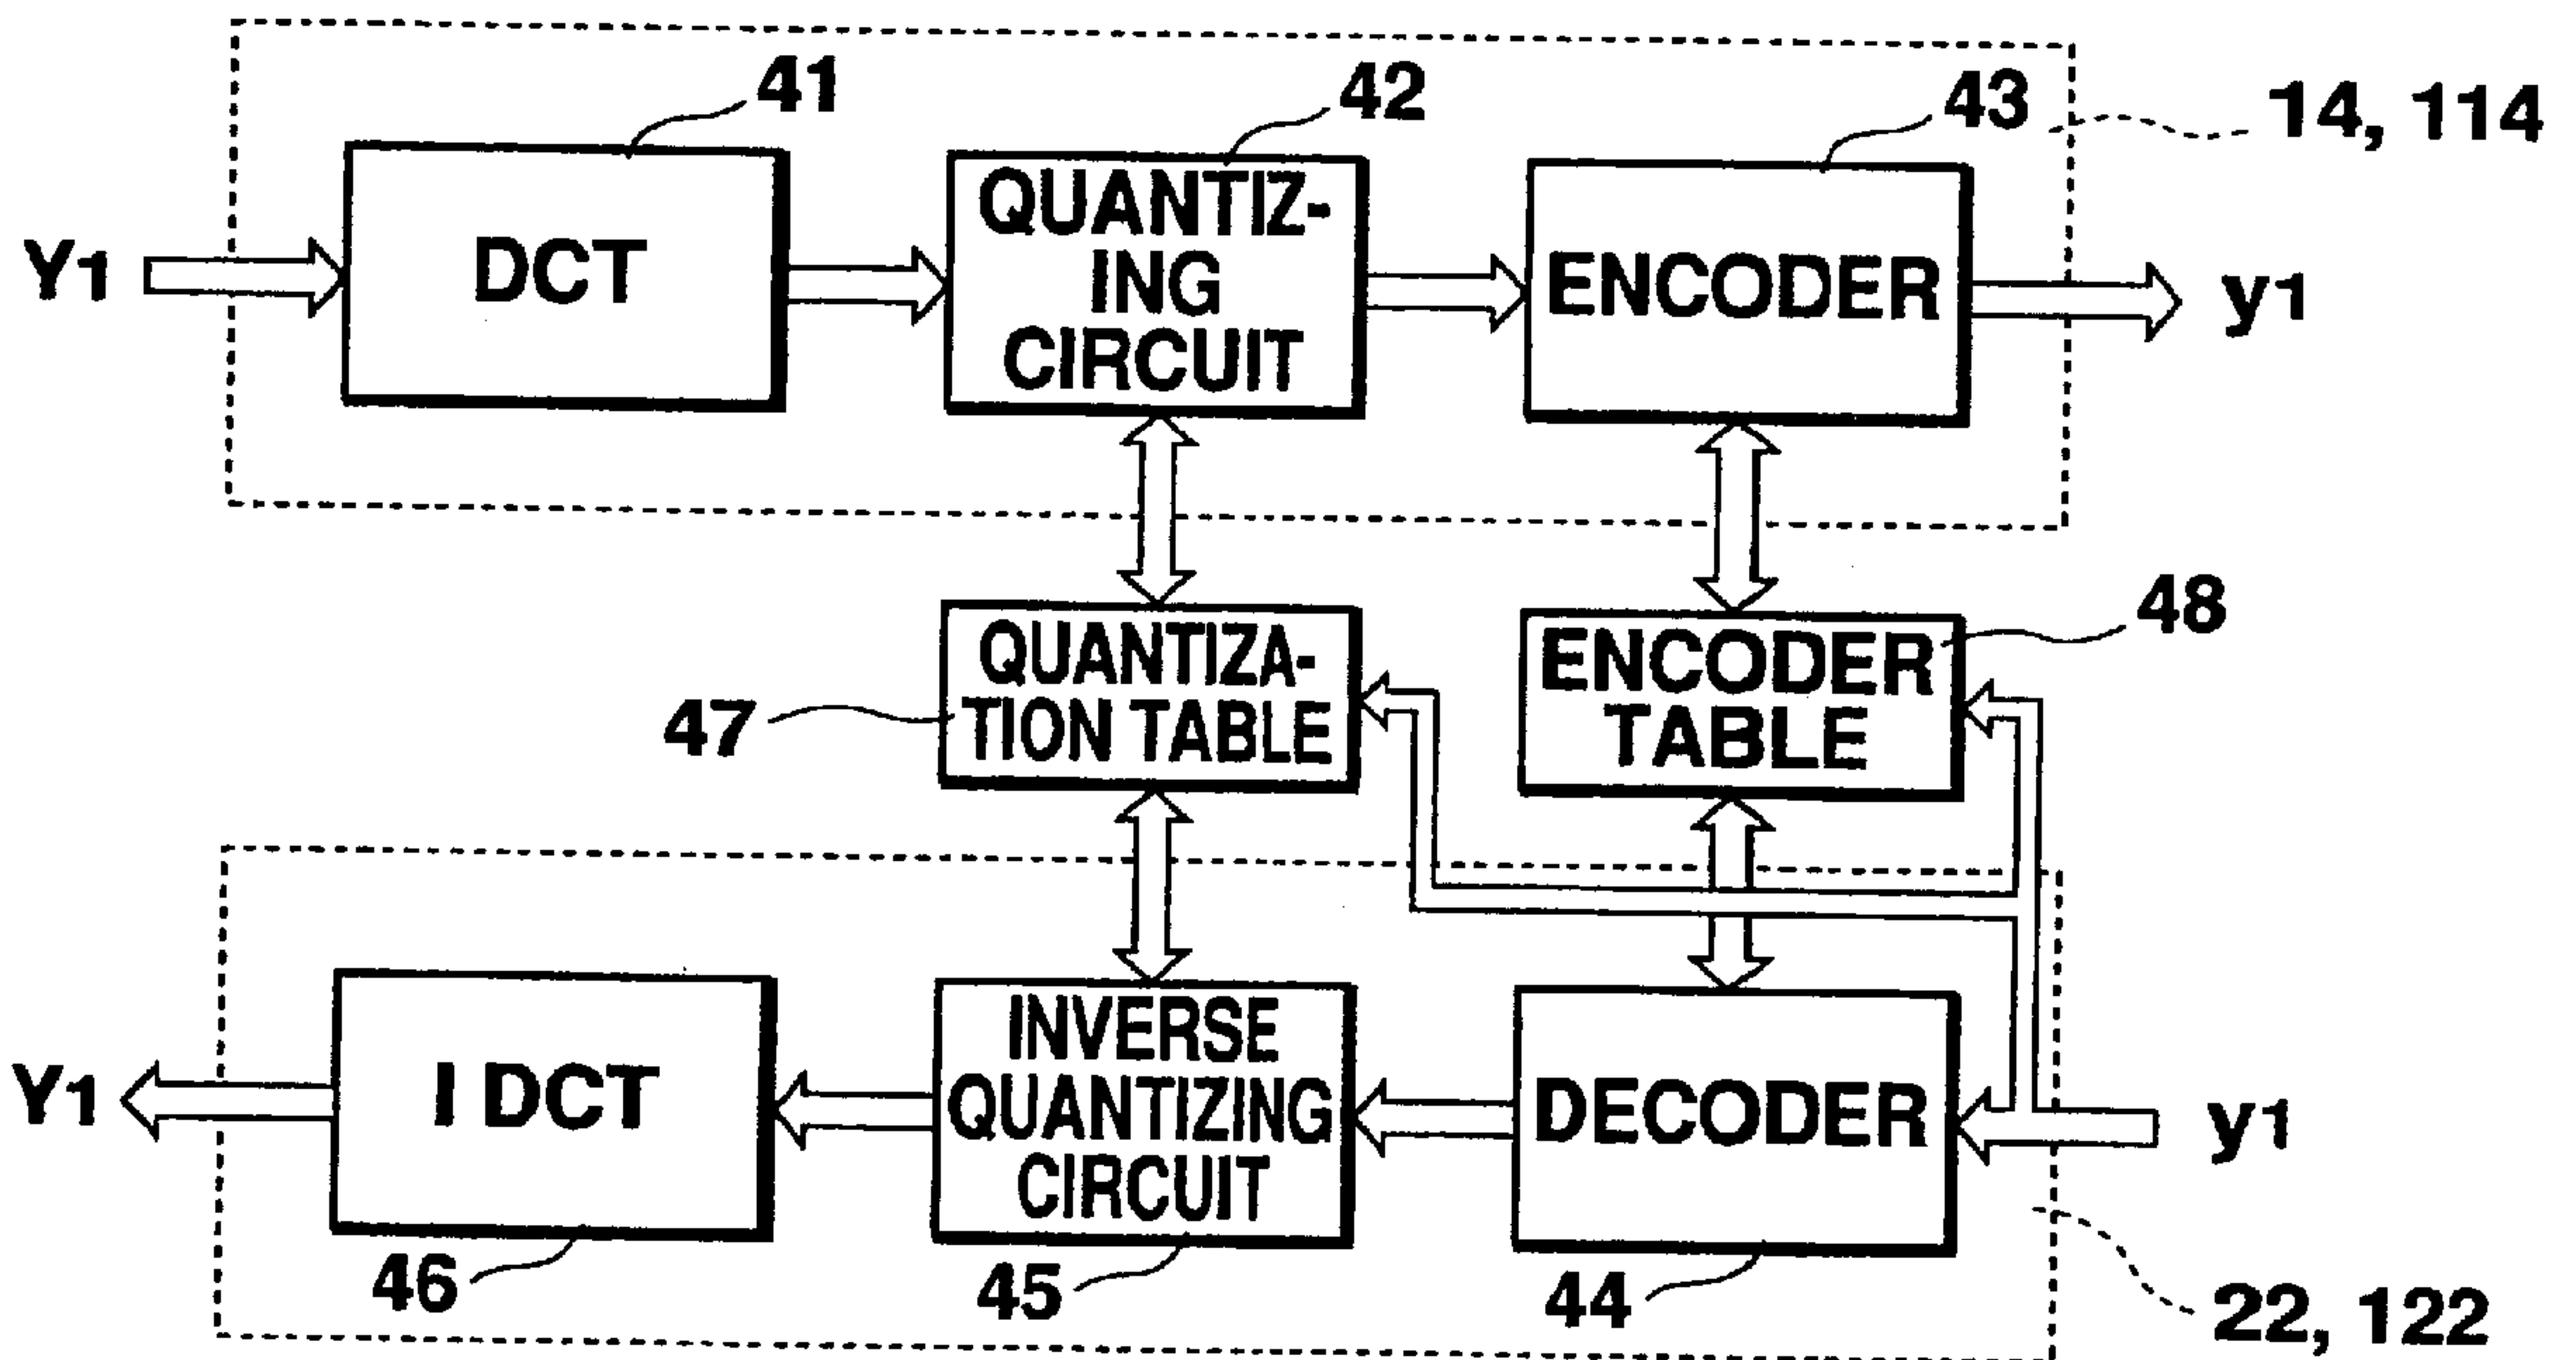 41
42
43
14, 114
Y1
DCT
QUANTIZ-
ING
CIRCUIT
ENCODER
y1
48
47
QUANTIZA-
TION TABLE
ENCODER
TABLE
Y1
I DCT
INVERSE
QUANTIZING
CIRCUIT
DECODER
y1
46
45
44
22, 122